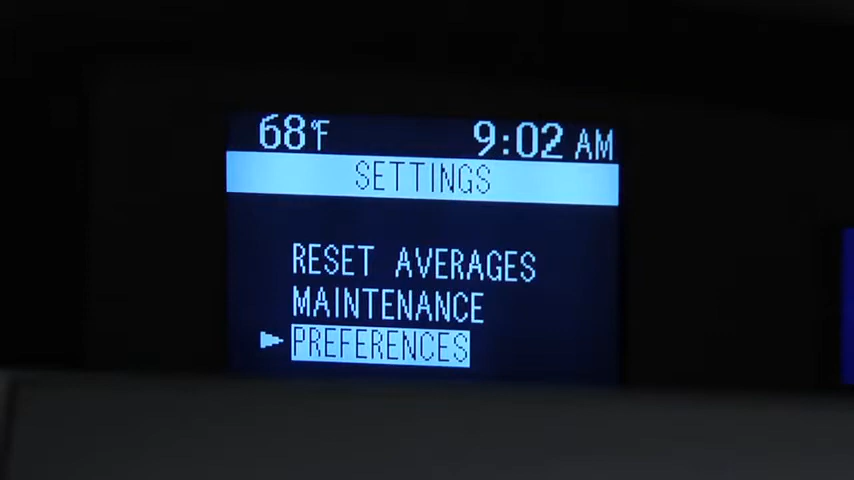 68°F 9:02 AM
SETTINGS
RESET AVERAGES
MAINTENANCE
PREFERENCES